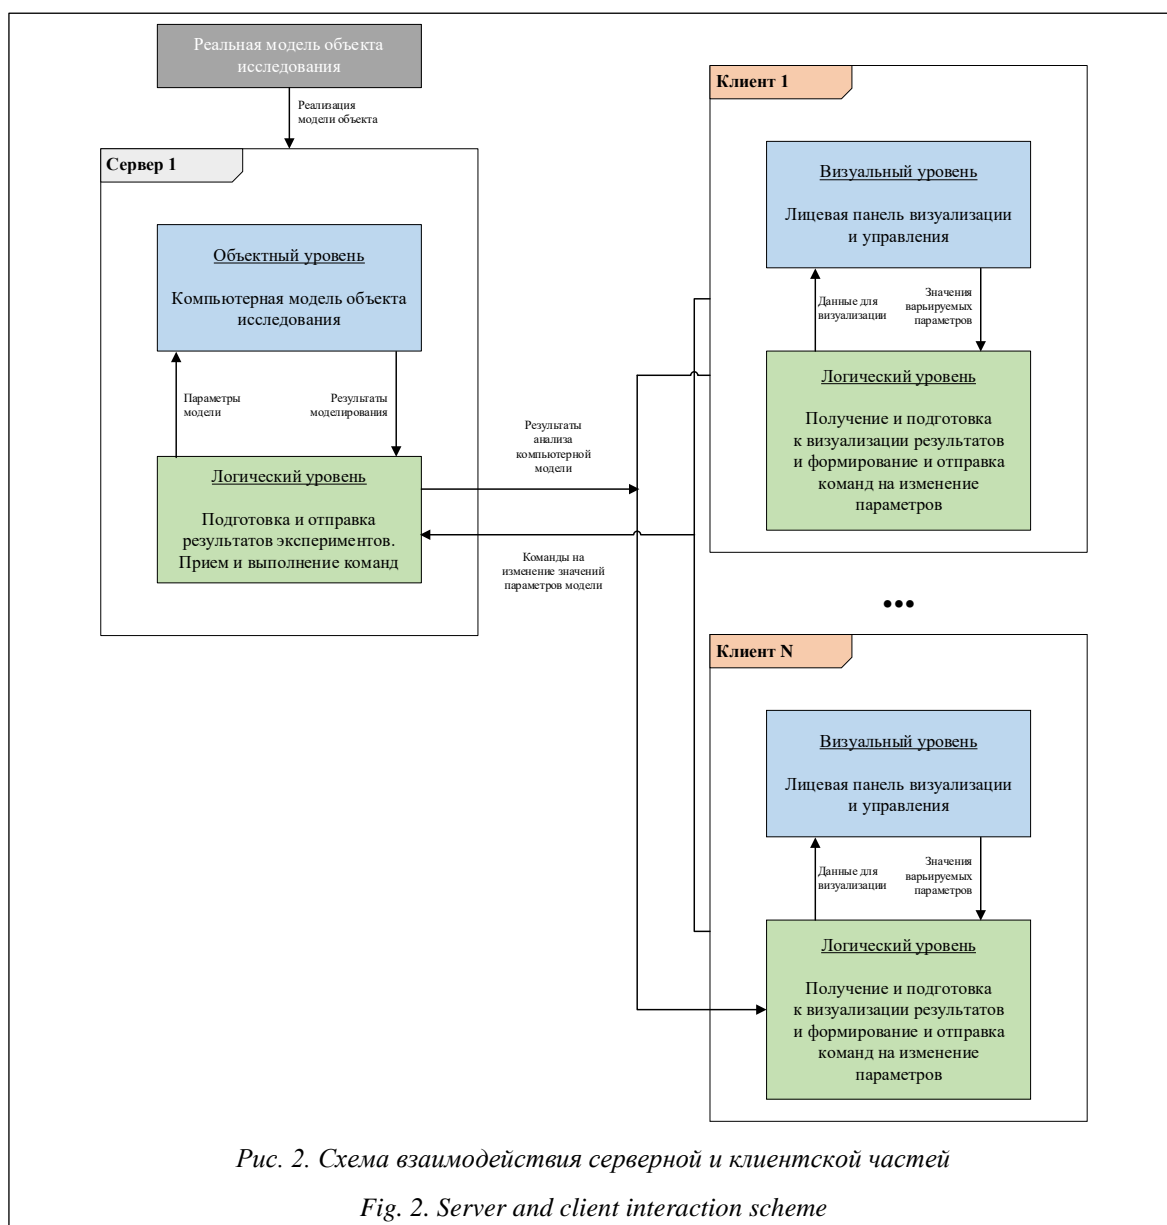 Реальная модель объекта
исследования
Реализация
модели объекта
Сервер 1
Объектный уровень
Компьютерная модель объекта
исследования
Параметры
модели
Результаты
моделирования
Логический уровень
Подготовка и отправка
результатов экспериментов.
Прием и выполнение команд
Результаты
анализа
компьютерной
модели
Команды на
изменение значений
параметров модели
Клиент 1
Визуальный уровень
Лицевая панель визуализации
и управления
Данные для
визуализации
Значения
варьируемых
параметров
Логический уровень
Получение и подготовка
к визуализации результатов
и формирование и отправка
команд на изменение
параметров
•••
Клиент N
Визуальный уровень
Лицевая панель визуализации
и управления
Данные для
визуализации
Значения
варьируемых
параметров
Логический уровень
Получение и подготовка
к визуализации результатов
и формирование и отправка
команд на изменение
параметров
Рис. 2. Схема взаимодействия серверной и клиентской частей
Fig. 2. Server and client interaction scheme